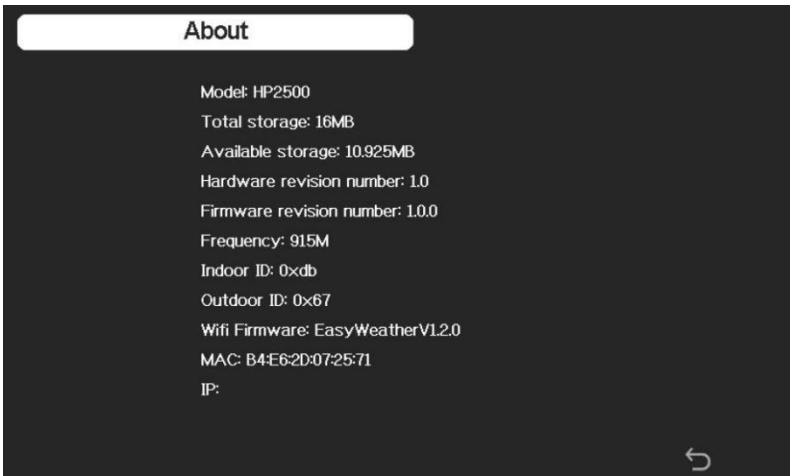 About
Model: HP2500
Total storage: 16MB
Available storage: 10.925MB
Hardware revision number: 1.0
Firmware revision number: 1.0.0
Frequency: 915M
Indoor ID: 0xdb
Outdoor ID: 0x67
Wifi Firmware: EasyWeatherV1.2.0
MAC: B4:E6:2D:07:25:71
IP: